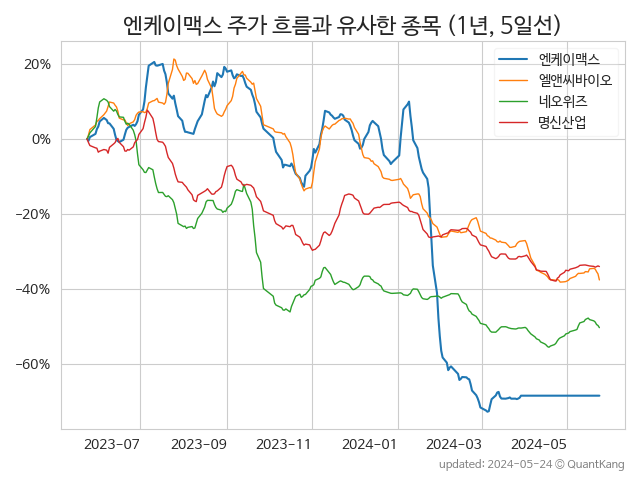 엔케이맥스 주가 흐름과 유사한 종목 (1년, 5일선)
엔케이맥스
엘앤씨바이오
네오위즈
명신산업
20%
0%
−20%
−40%
−60%
2023−07
2023−09
2023−11
2024−01
2024−03
2024−05
updated: 2024-05-24 © QuantKang